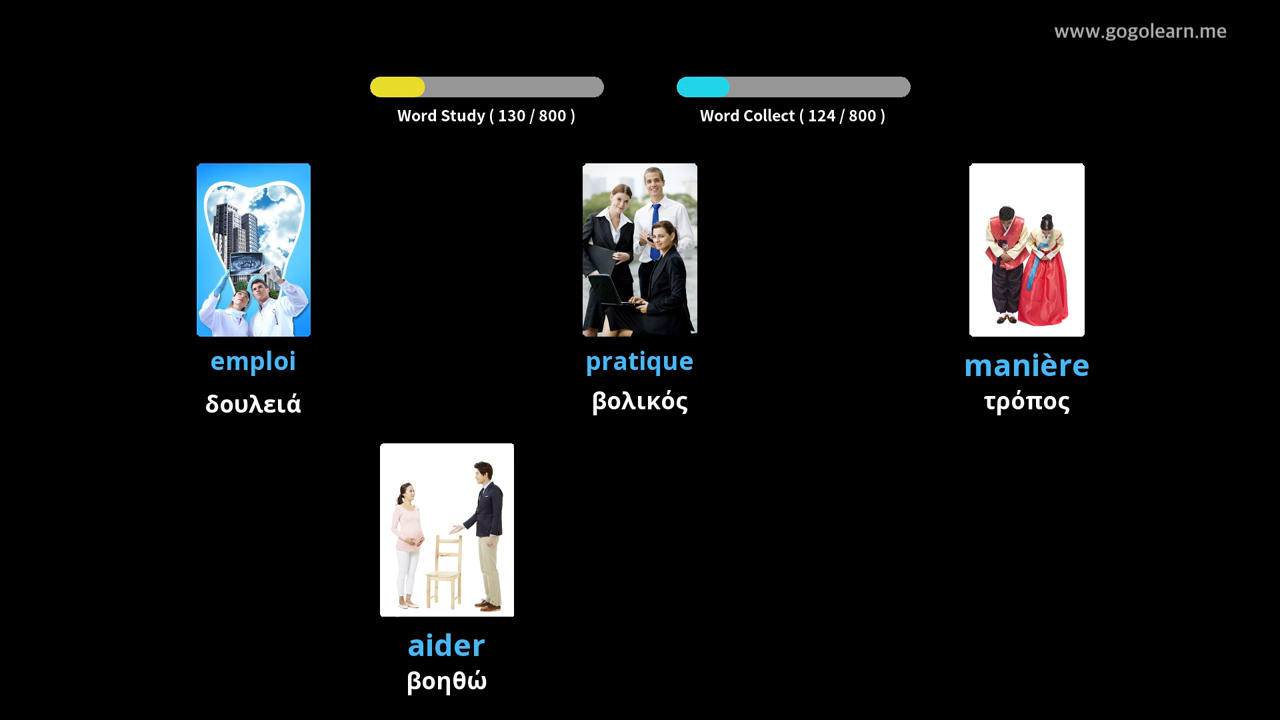 www.gogolearn.me
Word Study ( 130 / 800 )
Word Collect ( 124 / 800 )
emploi
δουλειά
pratique
βολικός
manière
τρόπος
aider
βοηθώ